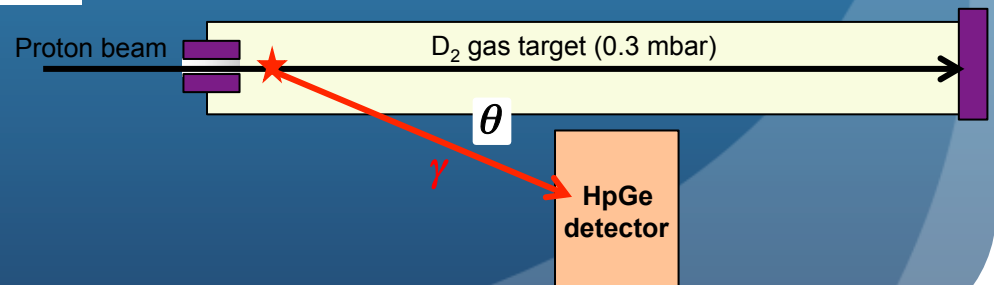 Proton beam
D₂ gas target (0.3 mbar)
θ
γ
HpGe
detector